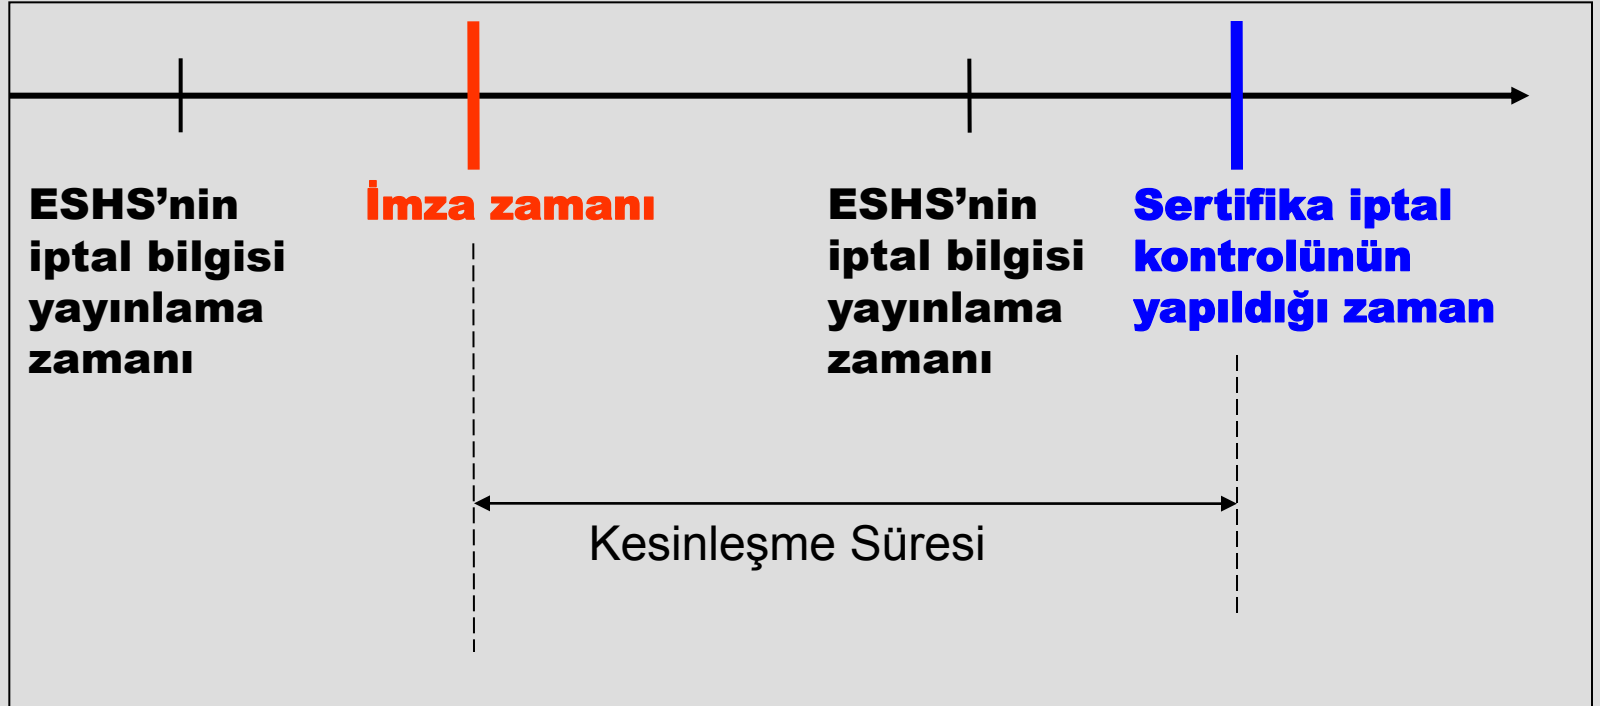 ESHS’nin
iptal bilgisi
yayınlama
zamanı
İmza zamanı
ESHS’nin
iptal bilgisi
yayınlama
zamanı
Sertifika iptal
kontrolünün
yapıldığı zaman
Kesinleşme Süresi